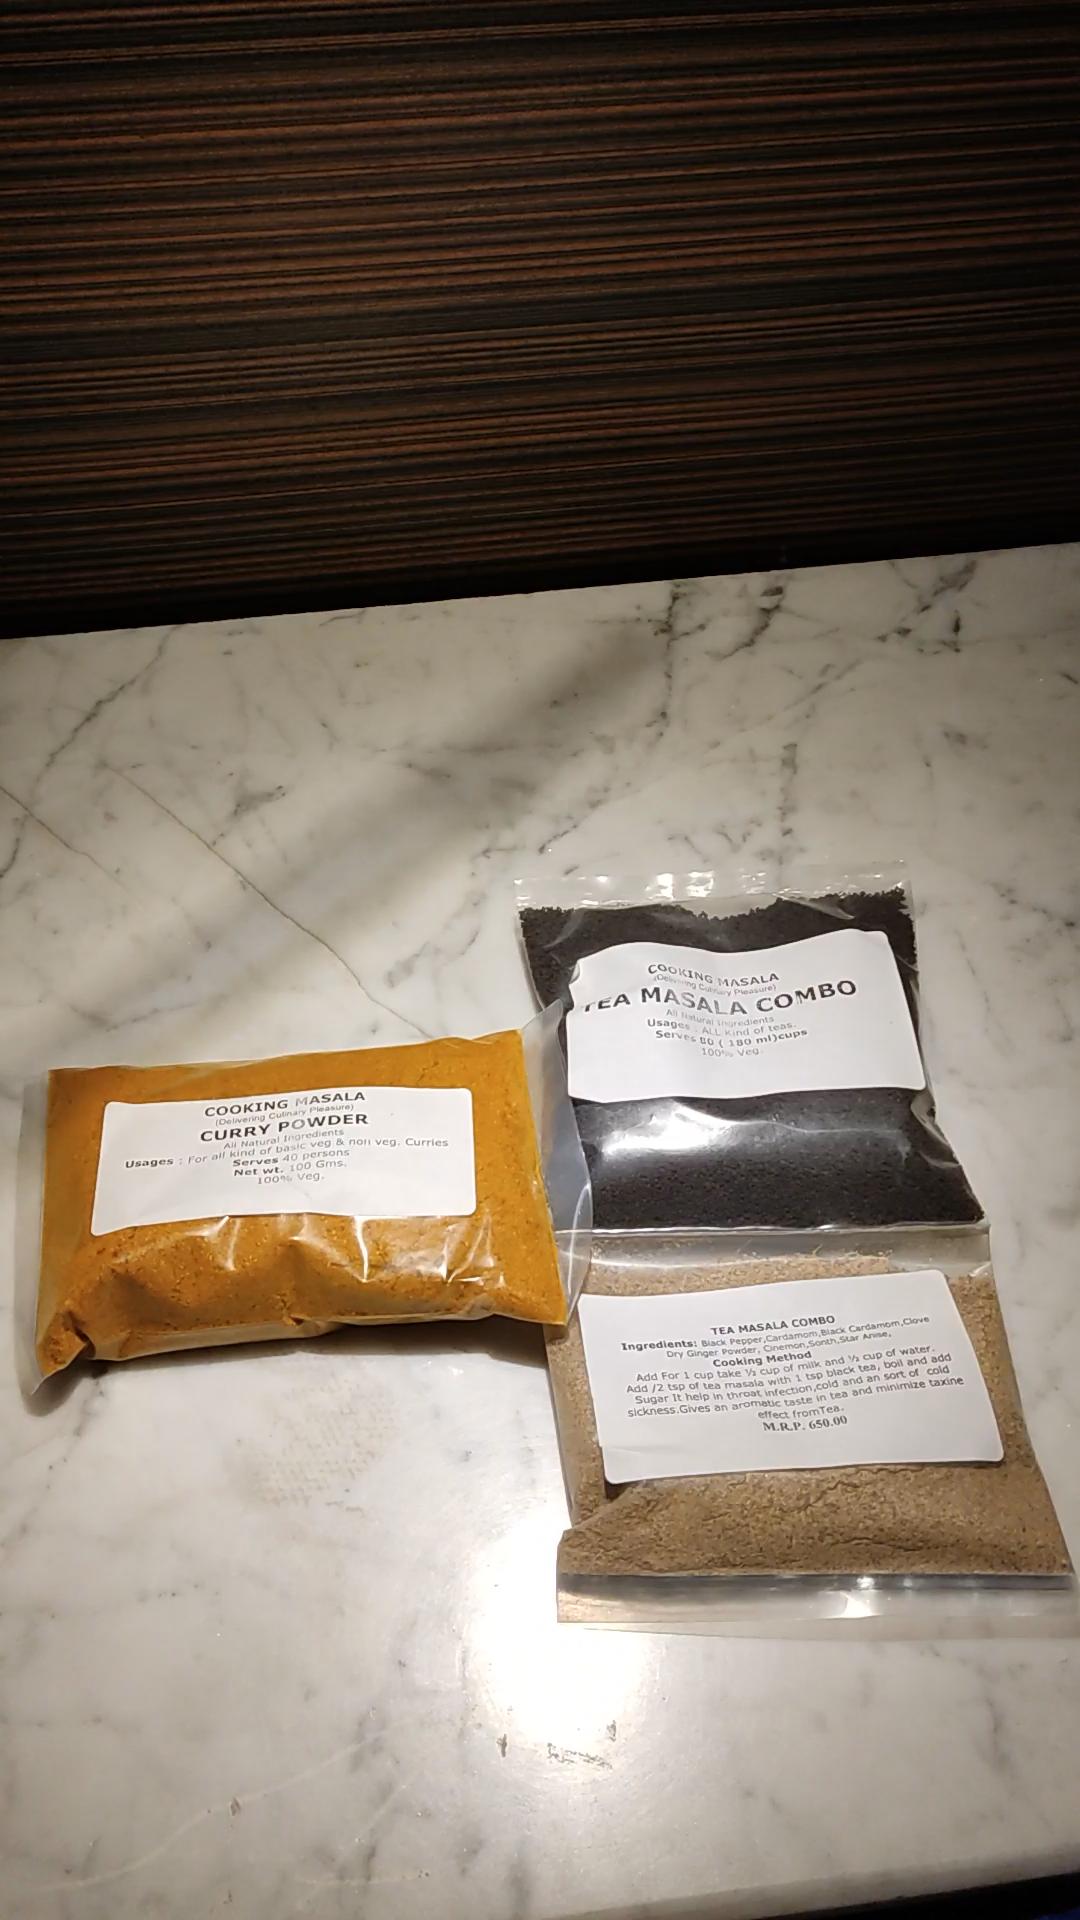 COOKING MASALA
(Delivering Culinary Pleasure)
CURRY POWDER
All Natural Ingredients
Usages : For all kind of basic veg & non veg. Curries
Serves 40 persons
Net wt. 100 Gms.
100% Veg.
COOKING MASALA
(Delivering Culinary Pleasure)
TEA MASALA COMBO
All Natural Ingredients
Usages : ALL Kind of teas.
Serves 80 ( 180 ml)cups
100% Veg.
TEA MASALA COMBO
Ingredients: Black Pepper,Cardamom,Black Cardamom,Clove
Dry Ginger Powder, Cinemon,Sonth,Star Anise,
Cooking Method
Add For 1 cup take ½ cup of milk and ½ cup of water.
Add /2 tsp of tea masala with 1 tsp black tea, boil and add
Sugar It help in throat infection,cold and an sort of cold
sickness.Gives an aromatic taste in tea and minimize taxine
effect fromTea.
M.R.P. 650.00